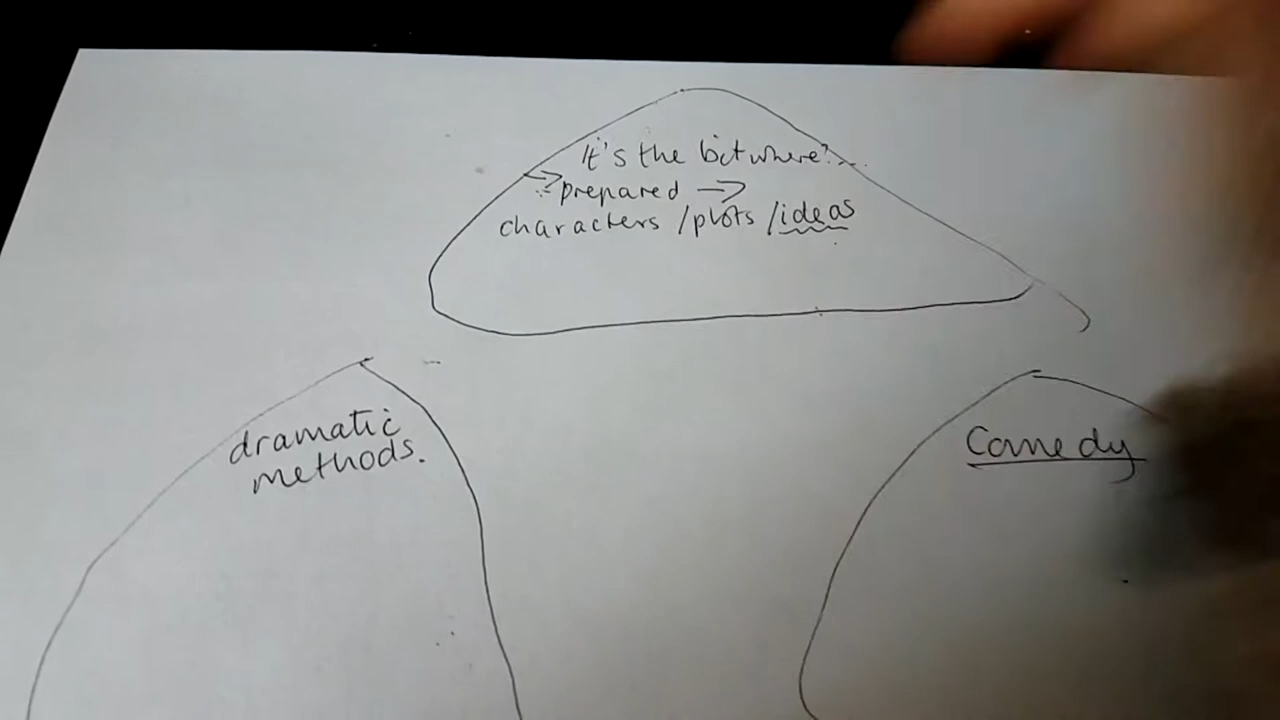 It's the bit where?...
prepared →
characters /plots /ideas
dramatic
methods.
Comedy